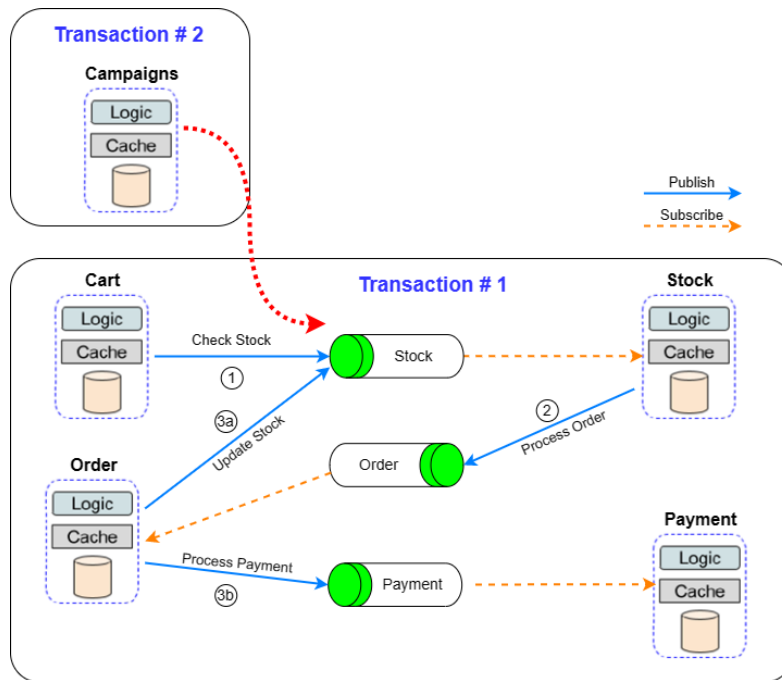 Transaction # 2
Campaigns
Logic
Cache
Publish
Subscribe
Transaction # 1
Cart
Logic
Cache
Check Stock
1
Stock
Stock
Logic
Cache
3a
Update Stock
2
Process Order
Order
Order
Logic
Cache
Process Payment
3b
Payment
Payment
Logic
Cache